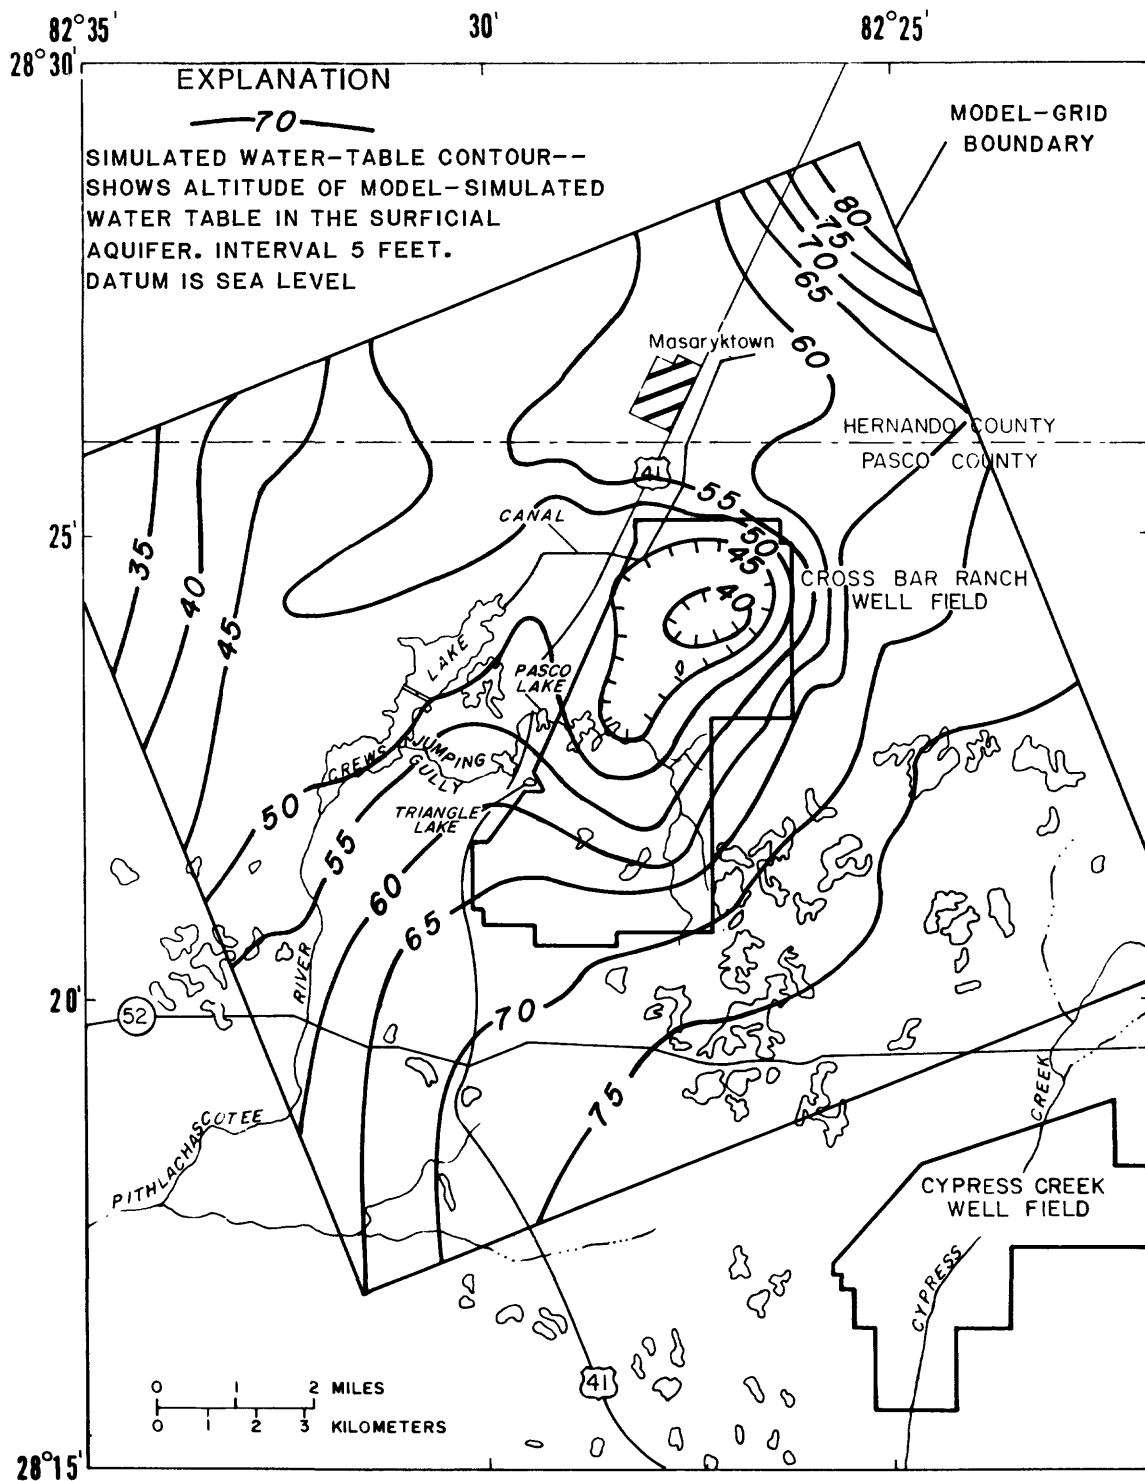 82°35'
30'
82°25'
28°30'
EXPLANATION
70
SIMULATED WATER-TABLE CONTOUR--
SHOWS ALTITUDE OF MODEL-SIMULATED
WATER TABLE IN THE SURFICIAL
AQUIFER. INTERVAL 5 FEET.
DATUM IS SEA LEVEL
MODEL-GRID
BOUNDARY
80
75
70
65
60
Masaryktown
HERNANDO COUNTY
PASCO COUNTY
41
55
50
45
40
CANAL
25'
35
40
45
CROSS BAR RANCH
WELL FIELD
LAKE
PASCO
LAKE
CREWS
JUMPING
GULLY
TRIANGLE
LAKE
50
55
60
65
RIVER
20'
52
70
75
CREEK
PITHLACHASCOTEE
CYPRESS CREEK
WELL FIELD
CYPRESS
41
0 1 2 MILES
0 1 2 3 KILOMETERS
28°15'